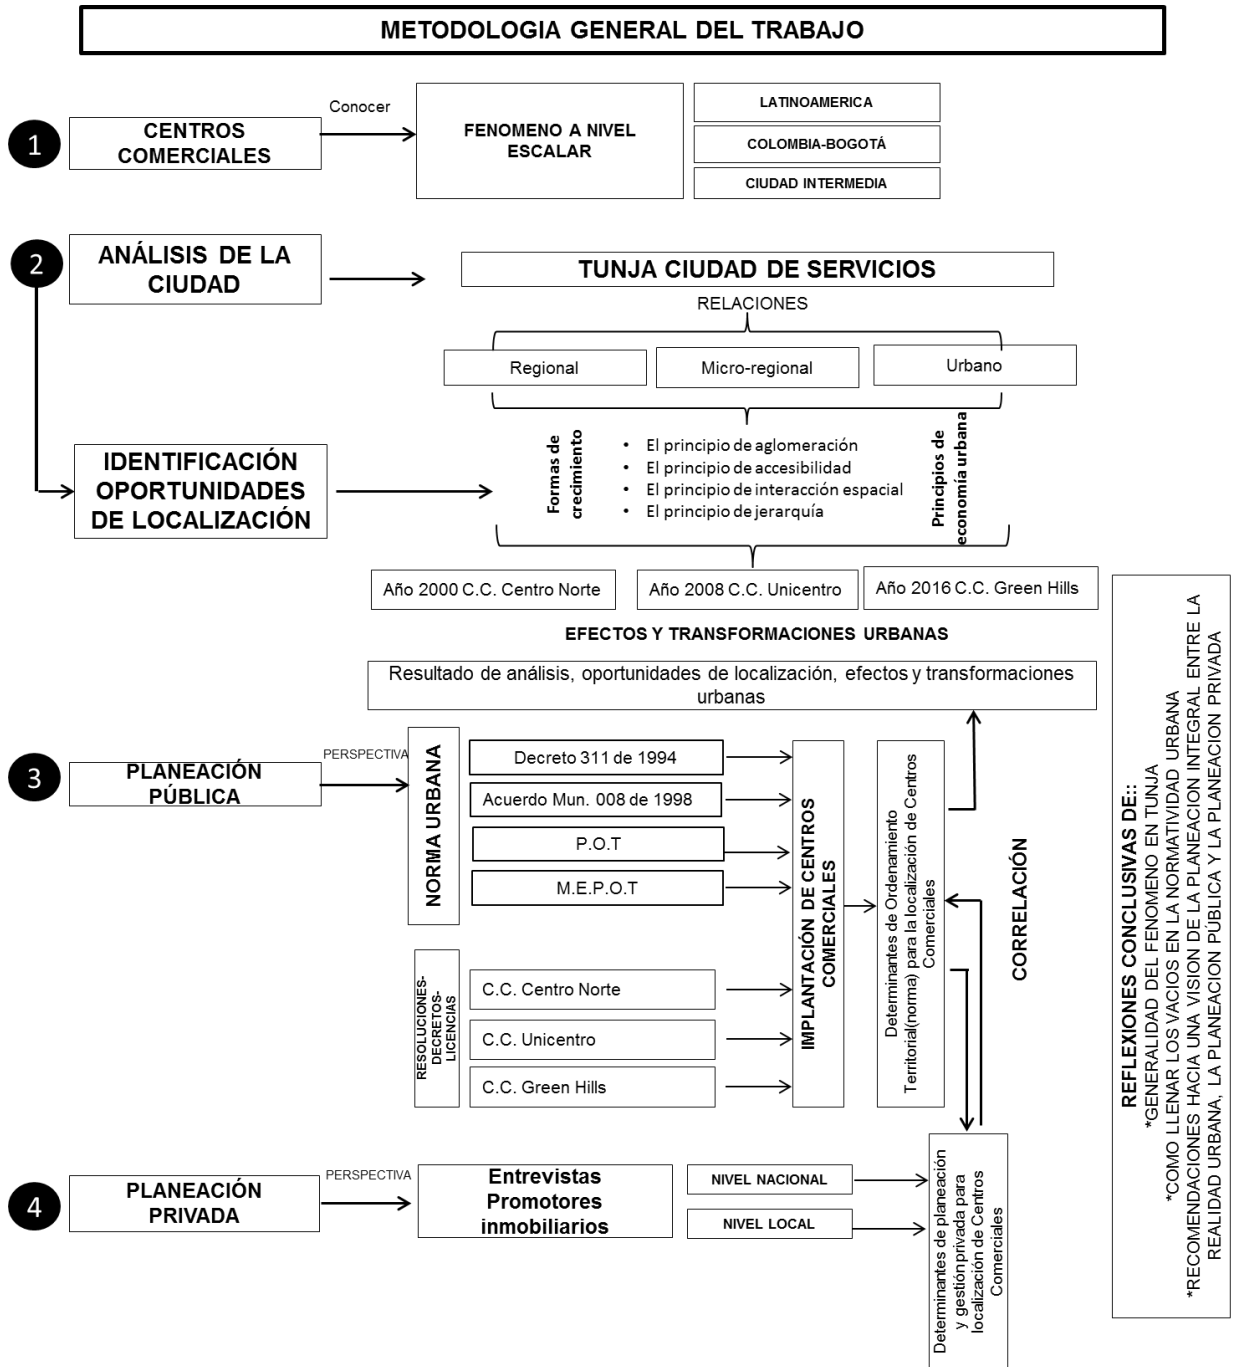 METODOLOGIA GENERAL DEL TRABAJO
1
CENTROS
COMERCIALES
Conocer
FENOMENO A NIVEL
ESCALAR
LATINOAMERICA
COLOMBIA-BOGOTÁ
CIUDAD INTERMEDIA
2
ANÁLISIS DE LA
CIUDAD
TUNJA CIUDAD DE SERVICIOS
RELACIONES
Regional
Micro-regional
Urbano
IDENTIFICACIÓN
OPORTUNIDADES
DE LOCALIZACIÓN
Formas de
crecimiento
• El principio de aglomeración
• El principio de accesibilidad
• El principio de interacción espacial
• El principio de jerarquía
Principios de
economía urbana
Año 2000 C.C. Centro Norte
Año 2008 C.C. Unicentro
Año 2016 C.C. Green Hills
EFECTOS Y TRANSFORMACIONES URBANAS
Resultado de análisis, oportunidades de localización, efectos y transformaciones
urbanas
3
PLANEACIÓN
PÚBLICA
PERSPECTIVA
NORMA URBANA
Decreto 311 de 1994
Acuerdo Mun. 008 de 1998
P.O.T
M.E.P.O.T
RESOLUCIONES-
DECRETOS-
LICENCIAS
C.C. Centro Norte
C.C. Unicentro
C.C. Green Hills
IMPLANTACIÓN DE CENTROS
COMERCIALES
Determinantes de Ordenamiento
Territorial(norma) para la localización de Centros
Comerciales
CORRELACIÓN
4
PLANEACIÓN
PRIVADA
PERSPECTIVA
Entrevistas
Promotores
inmobiliarios
NIVEL NACIONAL
NIVEL LOCAL
Determinantes de planeación
y gestión privada para
localización de Centros
Comerciales
REFLEXIONES CONCLUSIVAS DE::
*GENERALIDAD DEL FENOMENO EN TUNJA
*COMO LLENAR LOS VACIOS EN LA NORMATIVIDAD URBANA
*RECOMENDACIONES HACIA UNA VISION DE LA PLANEACION INTEGRAL ENTRE LA
REALIDAD URBANA, LA PLANEACION PÚBLICA Y LA PLANEACION PRIVADA